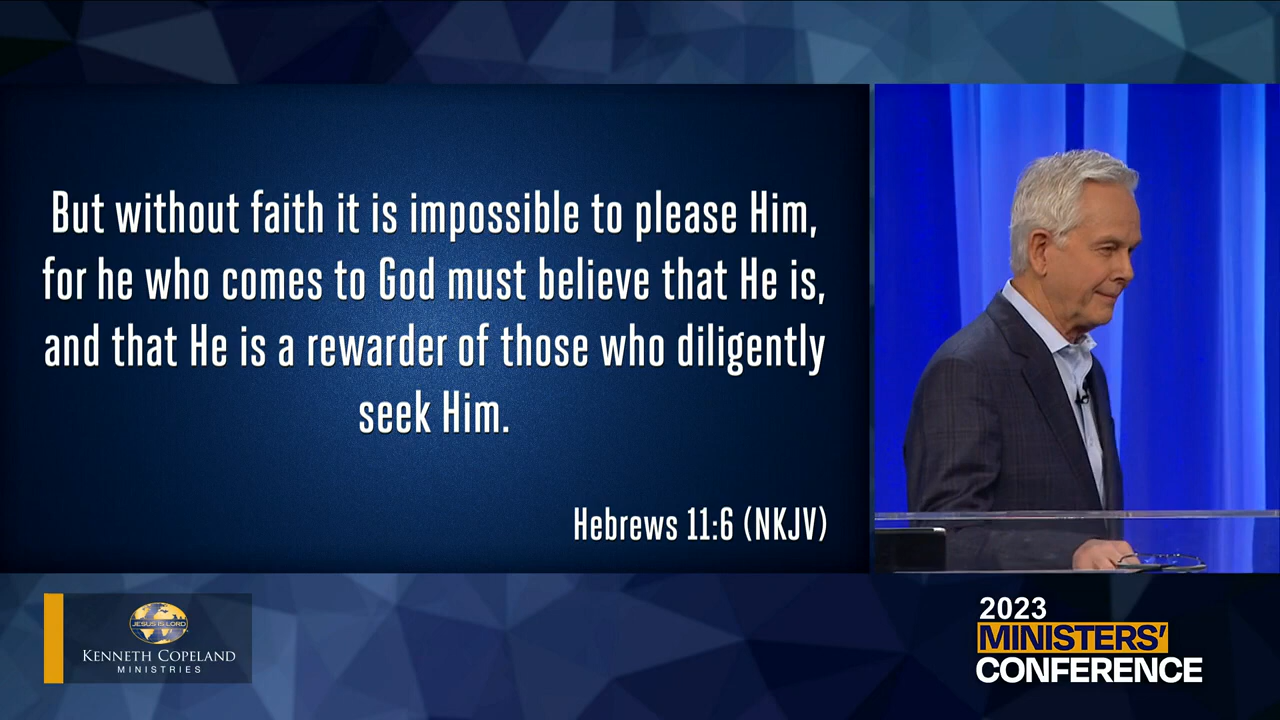 But without faith it is impossible to please Him,
for he who comes to God must believe that He is,
and that He is a rewarder of those who diligently
seek Him.
Hebrews 11:6 (NKJV)
JESUS IS LORD
KENNETH COPELAND
MINISTRIES
2023
MINISTERS'
CONFERENCE